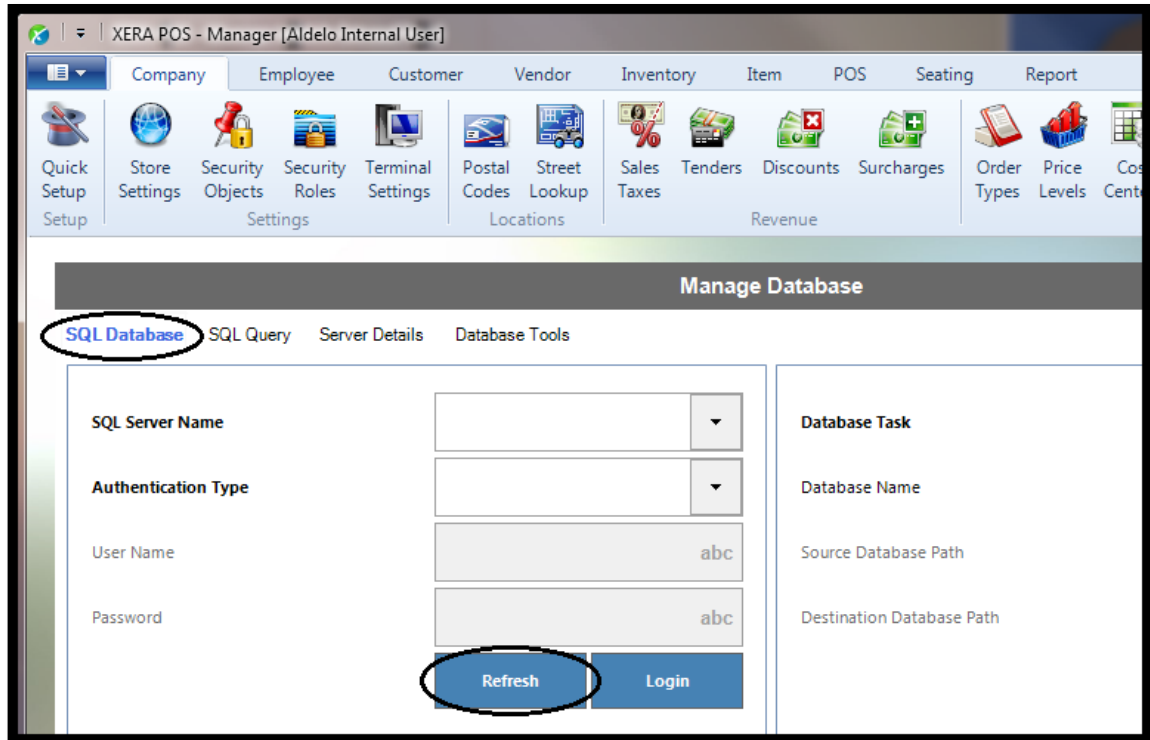 XERA POS - Manager [Aldelo Internal User]
Company Employee Customer Vendor Inventory Item POS Seating Report
Quick Setup Store Settings Security Objects Security Roles Terminal Settings Postal Codes Street Lookup Sales Taxes Tenders Discounts Surcharges Order Types Price Levels
Setup Settings Locations Revenue
Manage Database
SQL Database SQL Query Server Details Database Tools
SQL Server Name Database Task
Authentication Type Database Name
User Name abc Source Database Path
Password abc Destination Database Path
Refresh Login